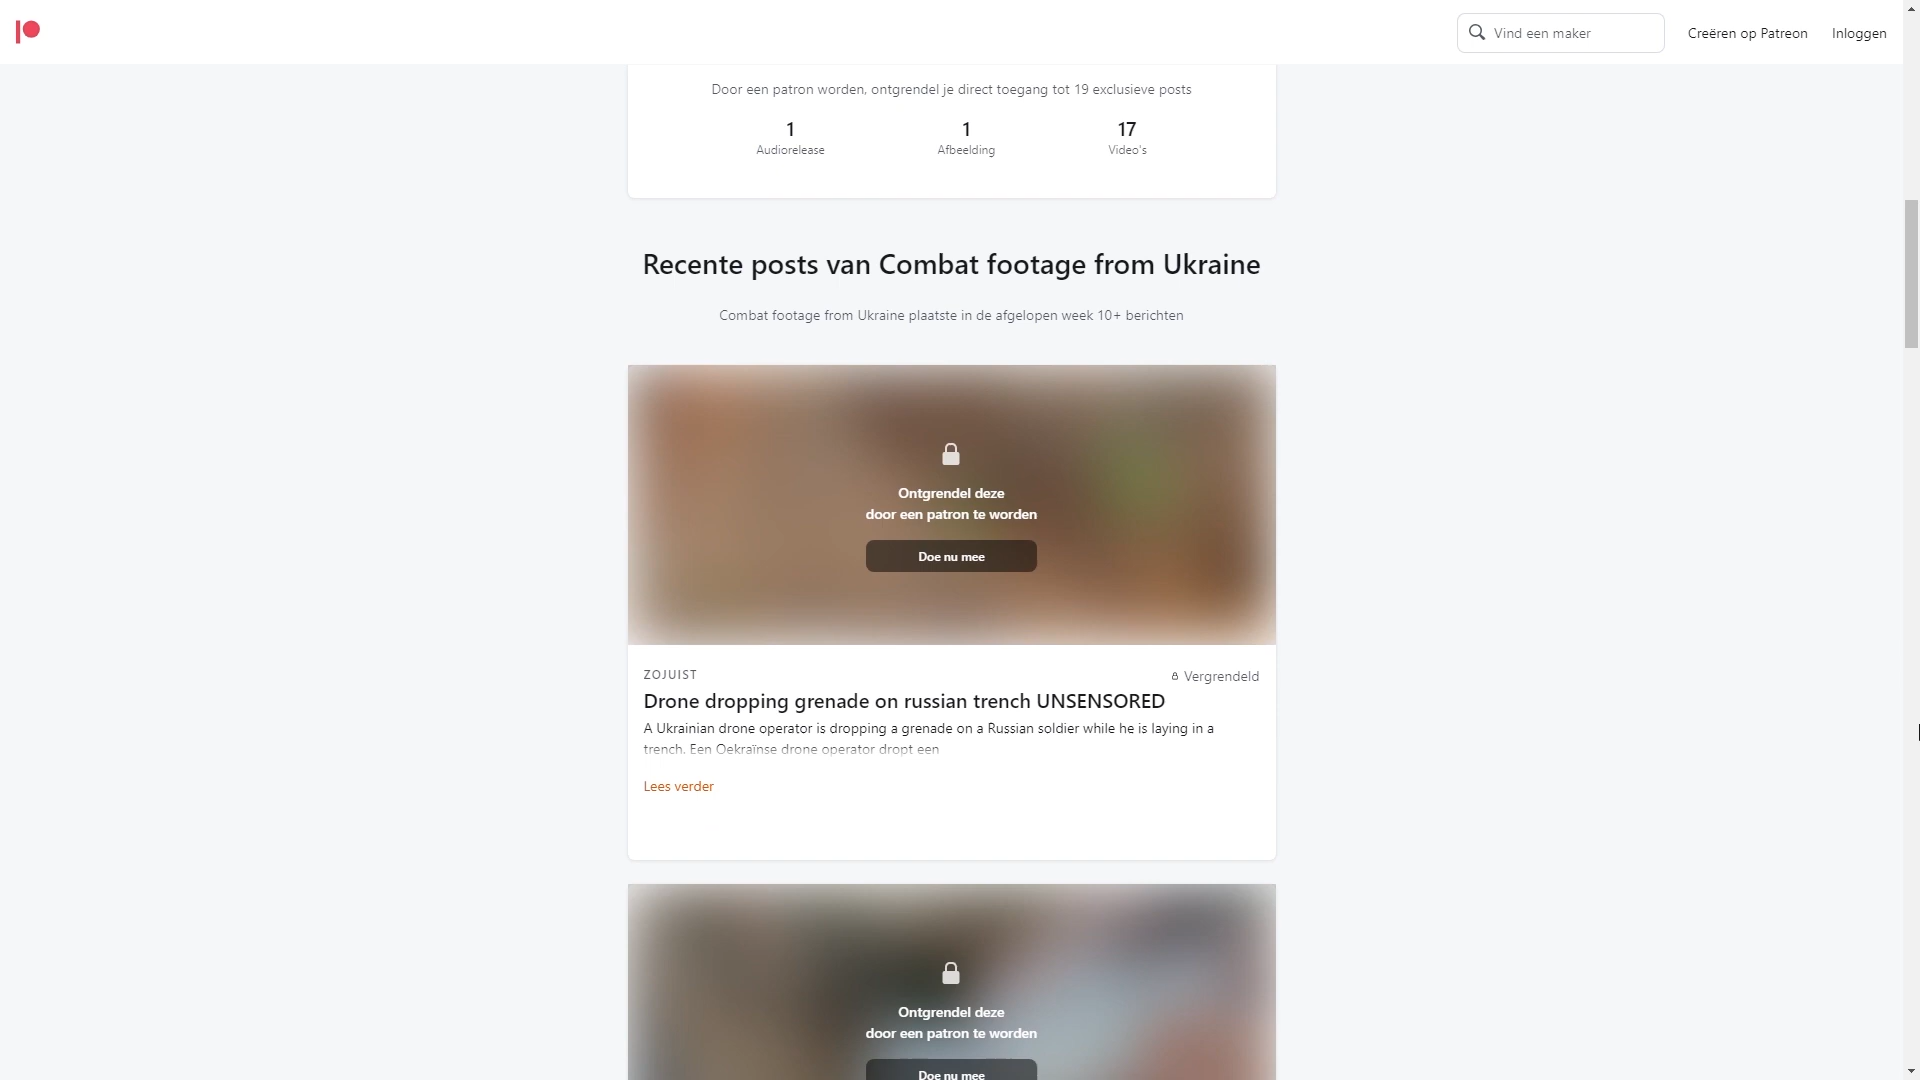 Vind een maker
Creëren op Patreon
Inloggen
Door een patron worden, ontgrendel je direct toegang tot 19 exclusieve posts
1
Audiorelease
1
Afbeelding
17
Video's
Recente posts van Combat footage from Ukraine
Combat footage from Ukraine plaatste in de afgelopen week 10+ berichten
Ontgrendel deze
door een patron te worden
Doe nu mee
ZOJUIST
Vergrendeld
Drone dropping grenade on russian trench UNSENSORED
A Ukrainian drone operator is dropping a grenade on a Russian soldier while he is laying in a
trench. Een Oekraïnse drone operator dropt een
Lees verder
Ontgrendel deze
door een patron te worden
Doe nu mee